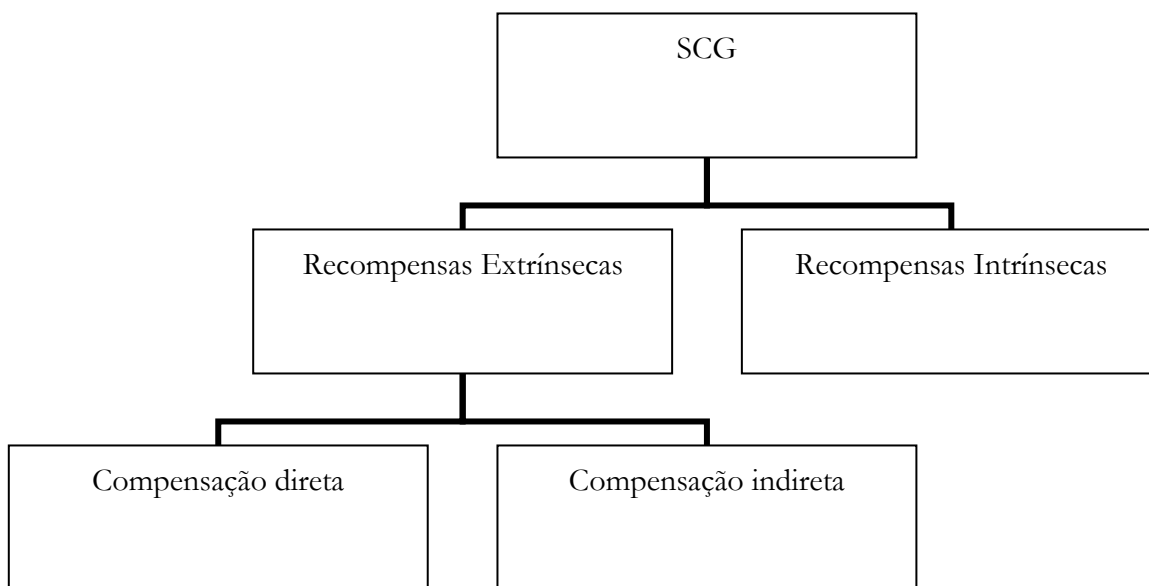 SCG
Recompensas Extrínsecas
Recompensas Intrínsecas
Compensação direta
Compensação indireta